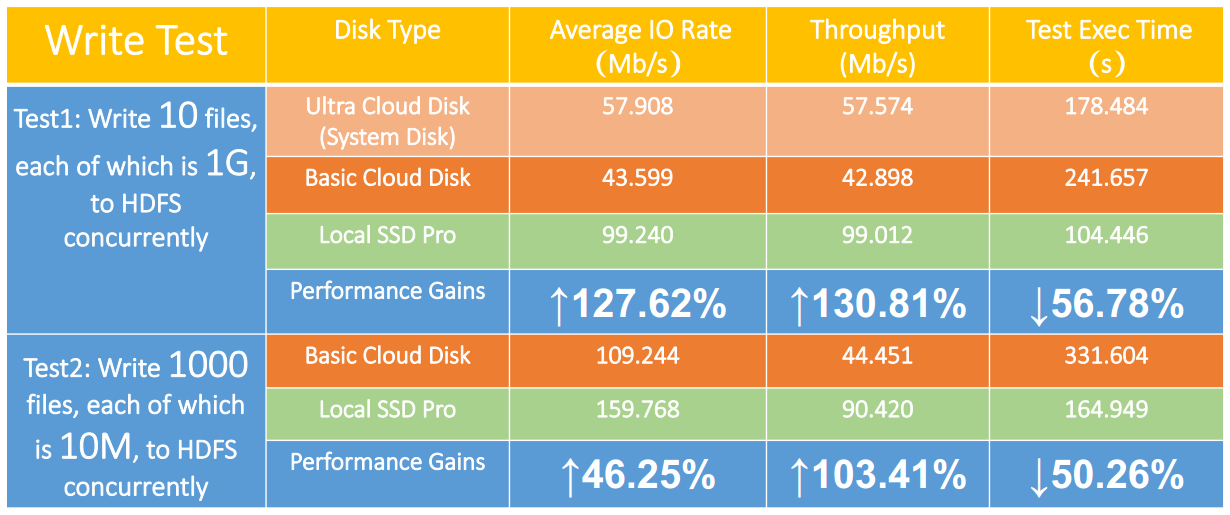 Write Test
Disk Type
Average IO Rate
（Mb/s）
Throughput
(Mb/s)
Test Exec Time
（s）
Test1: Write 10 files,
each of which is 1G,
to HDFS
concurrently
Ultra Cloud Disk
(System Disk)
57.908
57.574
178.484
Basic Cloud Disk
43.599
42.898
241.657
Local SSD Pro
99.240
99.012
104.446
Performance Gains
↑127.62%
↑130.81%
↓56.78%
Test2: Write 1000
files, each of which
is 10M, to HDFS
concurrently
Basic Cloud Disk
109.244
44.451
331.604
Local SSD Pro
159.768
90.420
164.949
Performance Gains
↑46.25%
↑103.41%
↓50.26%